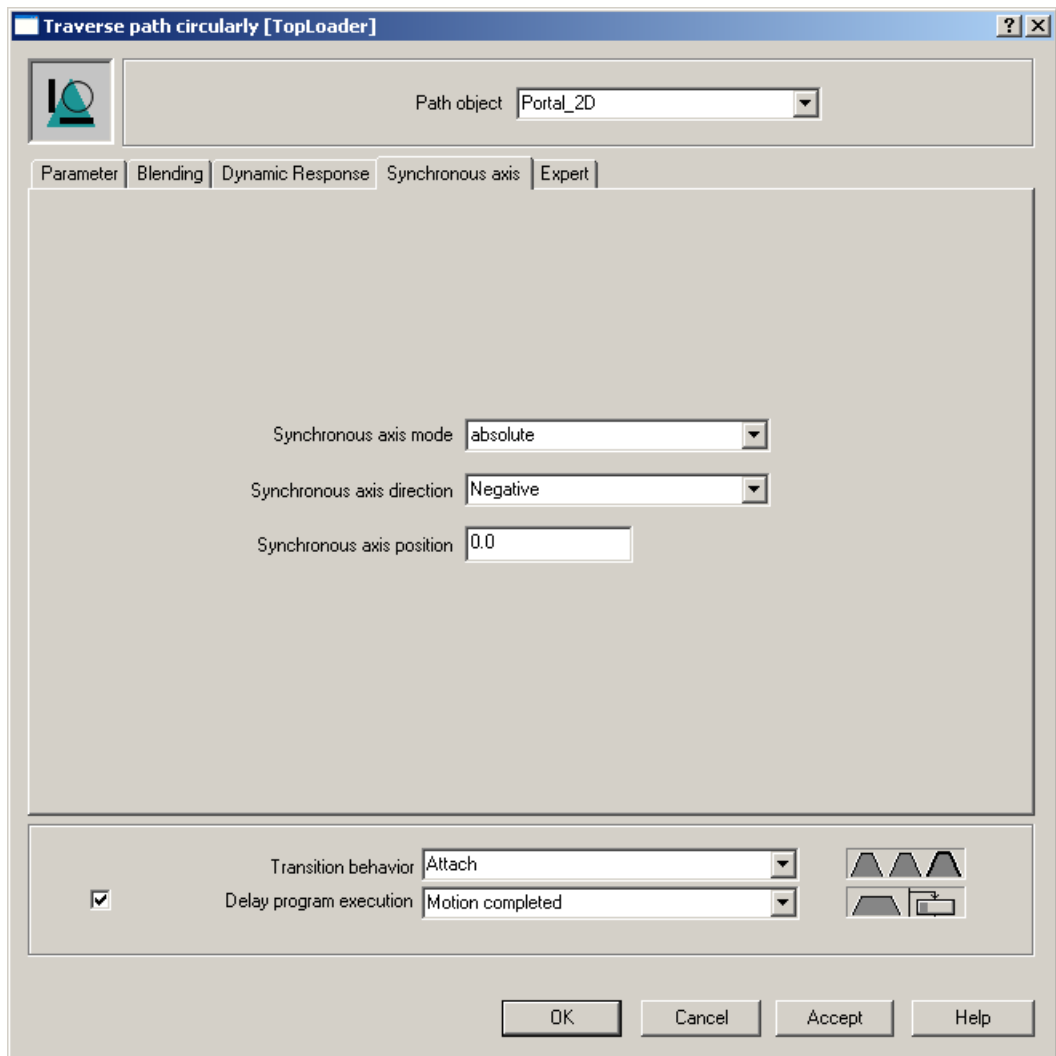 Traverse path circularly [TopLoader]
Path object Portal_2D
Parameter Blending Dynamic Response Synchronous axis Expert
Synchronous axis mode absolute
Synchronous axis direction Negative
Synchronous axis position 0.0
Transition behavior Attach
Delay program execution Motion completed
OK Cancel Accept Help